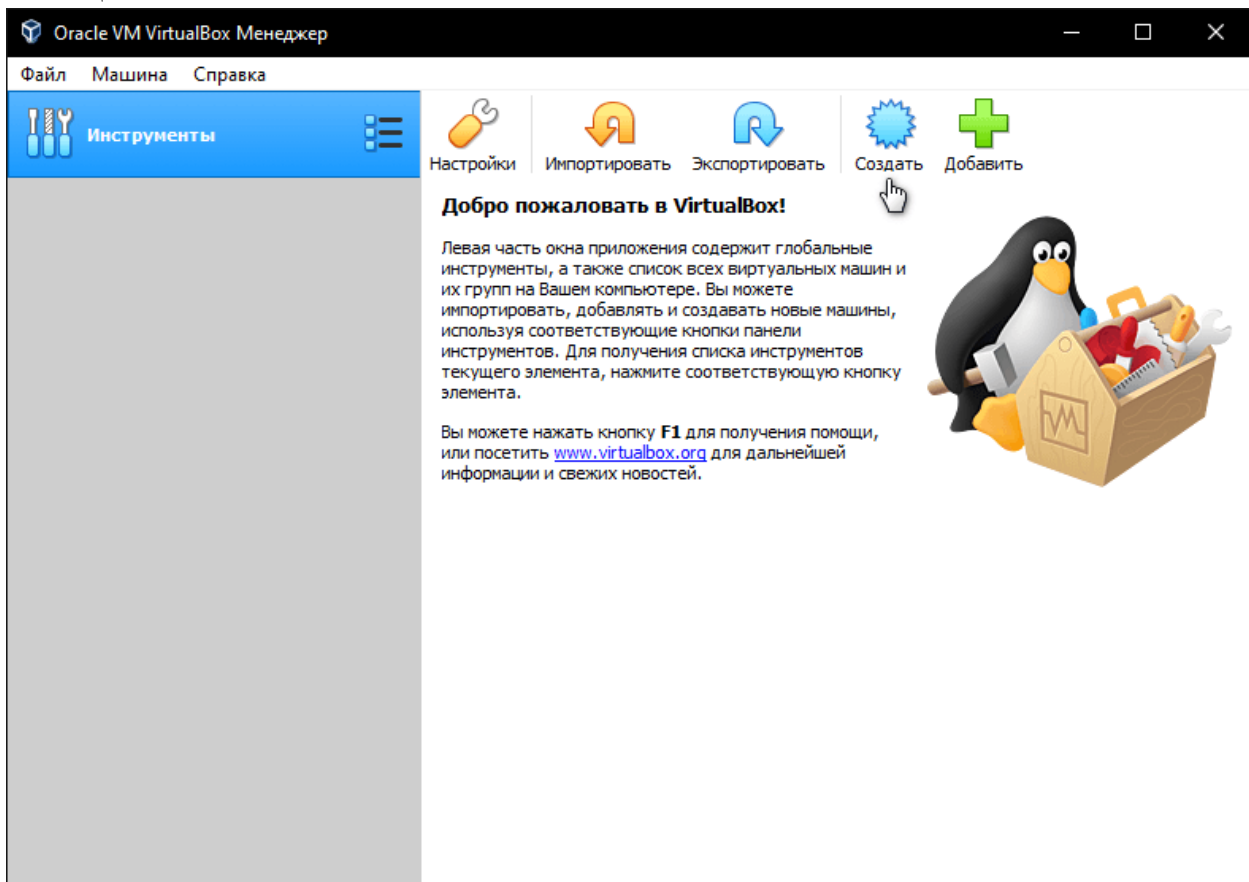 Oracle VM VirtualBox Менеджер
Файл Машина Справка
Инструменты
Настройки Импортировать Экспортировать Создать Добавить
Добро пожаловать в VirtualBox!
Левая часть окна приложения содержит глобальные
инструменты, а также список всех виртуальных машин и
их групп на Вашем компьютере. Вы можете
импортировать, добавлять и создавать новые машины,
используя соответствующие кнопки панели
инструментов. Для получения списка инструментов
текущего элемента, нажмите соответствующую кнопку
элемента.
Вы можете нажать кнопку F1 для получения помощи,
или посетить www.virtualbox.org для дальнейшей
информации и свежих новостей.